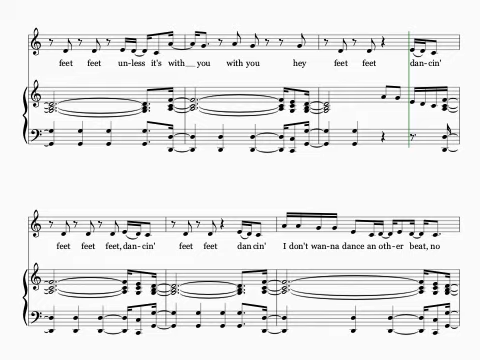 feet feet un-less it's with you with you hey feet feet dan-cin'
feet feet feet, dan-cin' feet feet dan cin' I don't wan-na dance an oth-er beat, no